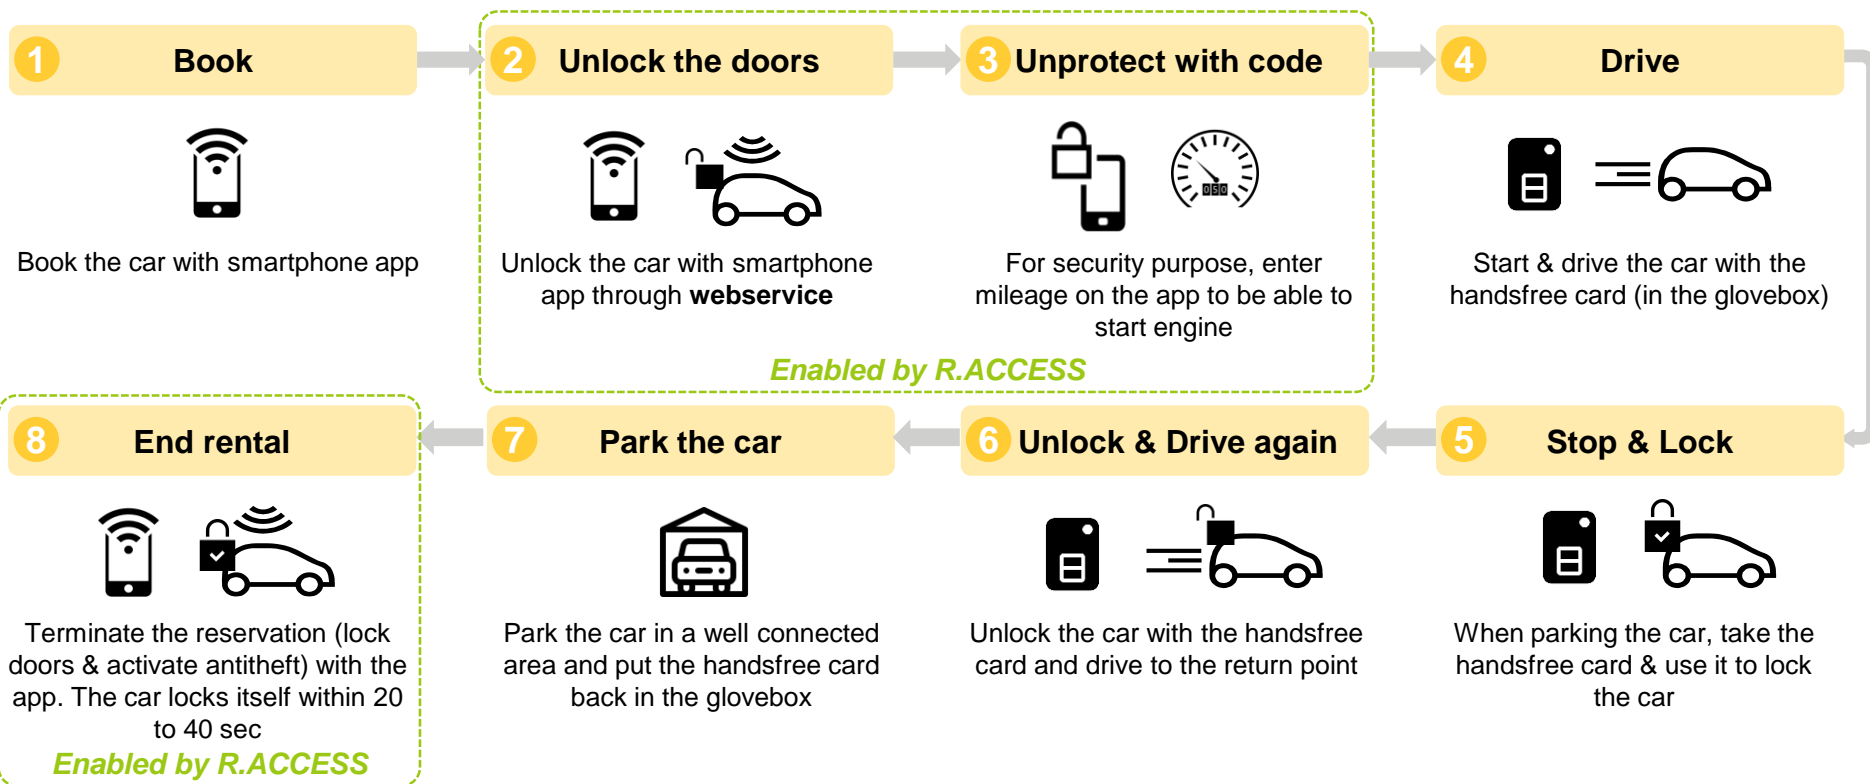 1 Book
Book the car with smartphone app
2 Unlock the doors
Unlock the car with smartphone
app through webservice
3 Unprotect with code
050
For security purpose, enter
mileage on the app to be able to
start engine
Enabled by R.ACCESS
4 Drive
Start & drive the car with the
handsfree card (in the glovebox)
5 Stop & Lock
When parking the car, take the
handsfree card & use it to lock
the car
6 Unlock & Drive again
Unlock the car with the handsfree
card and drive to the return point
7 Park the car
Park the car in a well connected
area and put the handsfree card
back in the glovebox
8 End rental
Terminate the reservation (lock
doors & activate antitheft) with the
app. The car locks itself within 20
to 40 sec
Enabled by R.ACCESS